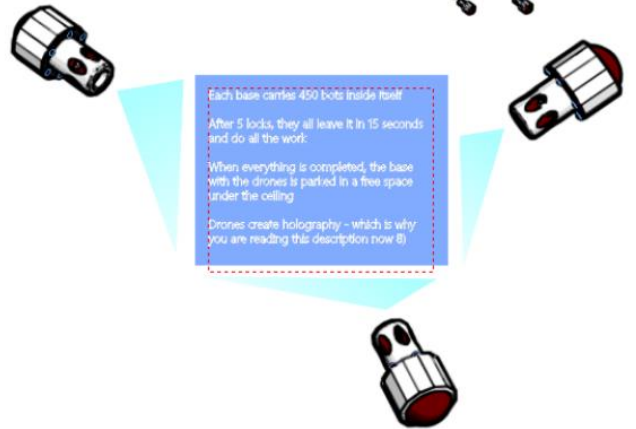 Each base carries 450 bots inside itself
After 5 locks, they all leave it in 15 seconds
and do all the work
When everything is completed, the base
with the drones is parked in a free space
under the ceiling
Drones create holography - which is why
you are reading this description now 8)